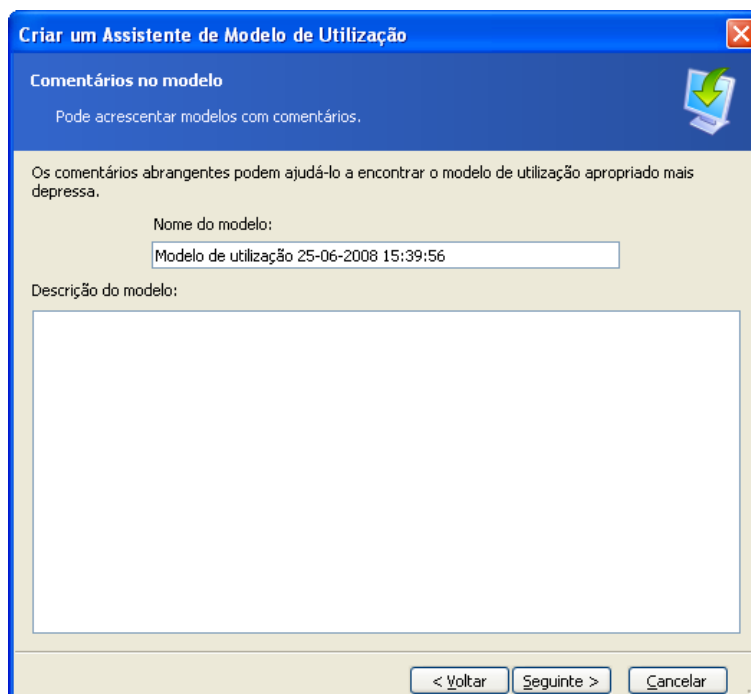 Criar um Assistente de Modelo de Utilização
Comentários no modelo
Pode acrescentar modelos com comentários.
Os comentários abrangentes podem ajudá-lo a encontrar o modelo de utilização apropriado mais
depressa.
Nome do modelo:
Modelo de utilização 25-06-2008 15:39:56
Descrição do modelo:
< Voltar Seguinte > Cancelar